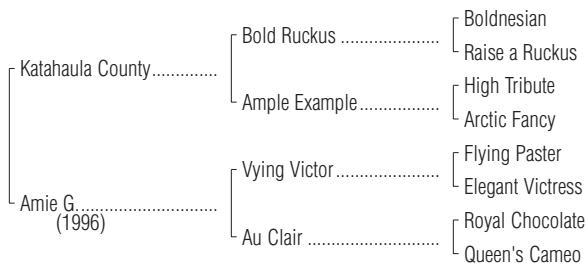 Boldnesian
Bold Ruckus ......................
Raise a Ruckus
Katahaula County..............
High Tribute
Ample Example..................
Arctic Fancy
Flying Paster
Vying Victor .......................
Elegant Victress
Amie G...............................
(1996)
Royal Chocolate
Au Clair .............................
Queen's Cameo